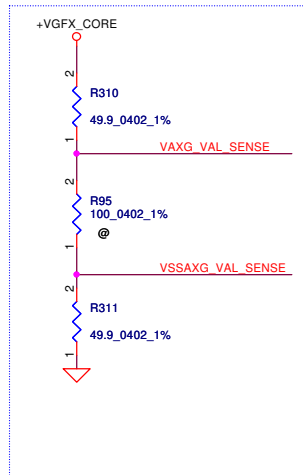 +VGFX_CORE
2
R310
49.9_0402_1%
1
VAXG_VAL_SENSE
2
R95
100_0402_1%
@
1
VSSAXG_VAL_SENSE
2
R311
49.9_0402_1%
1